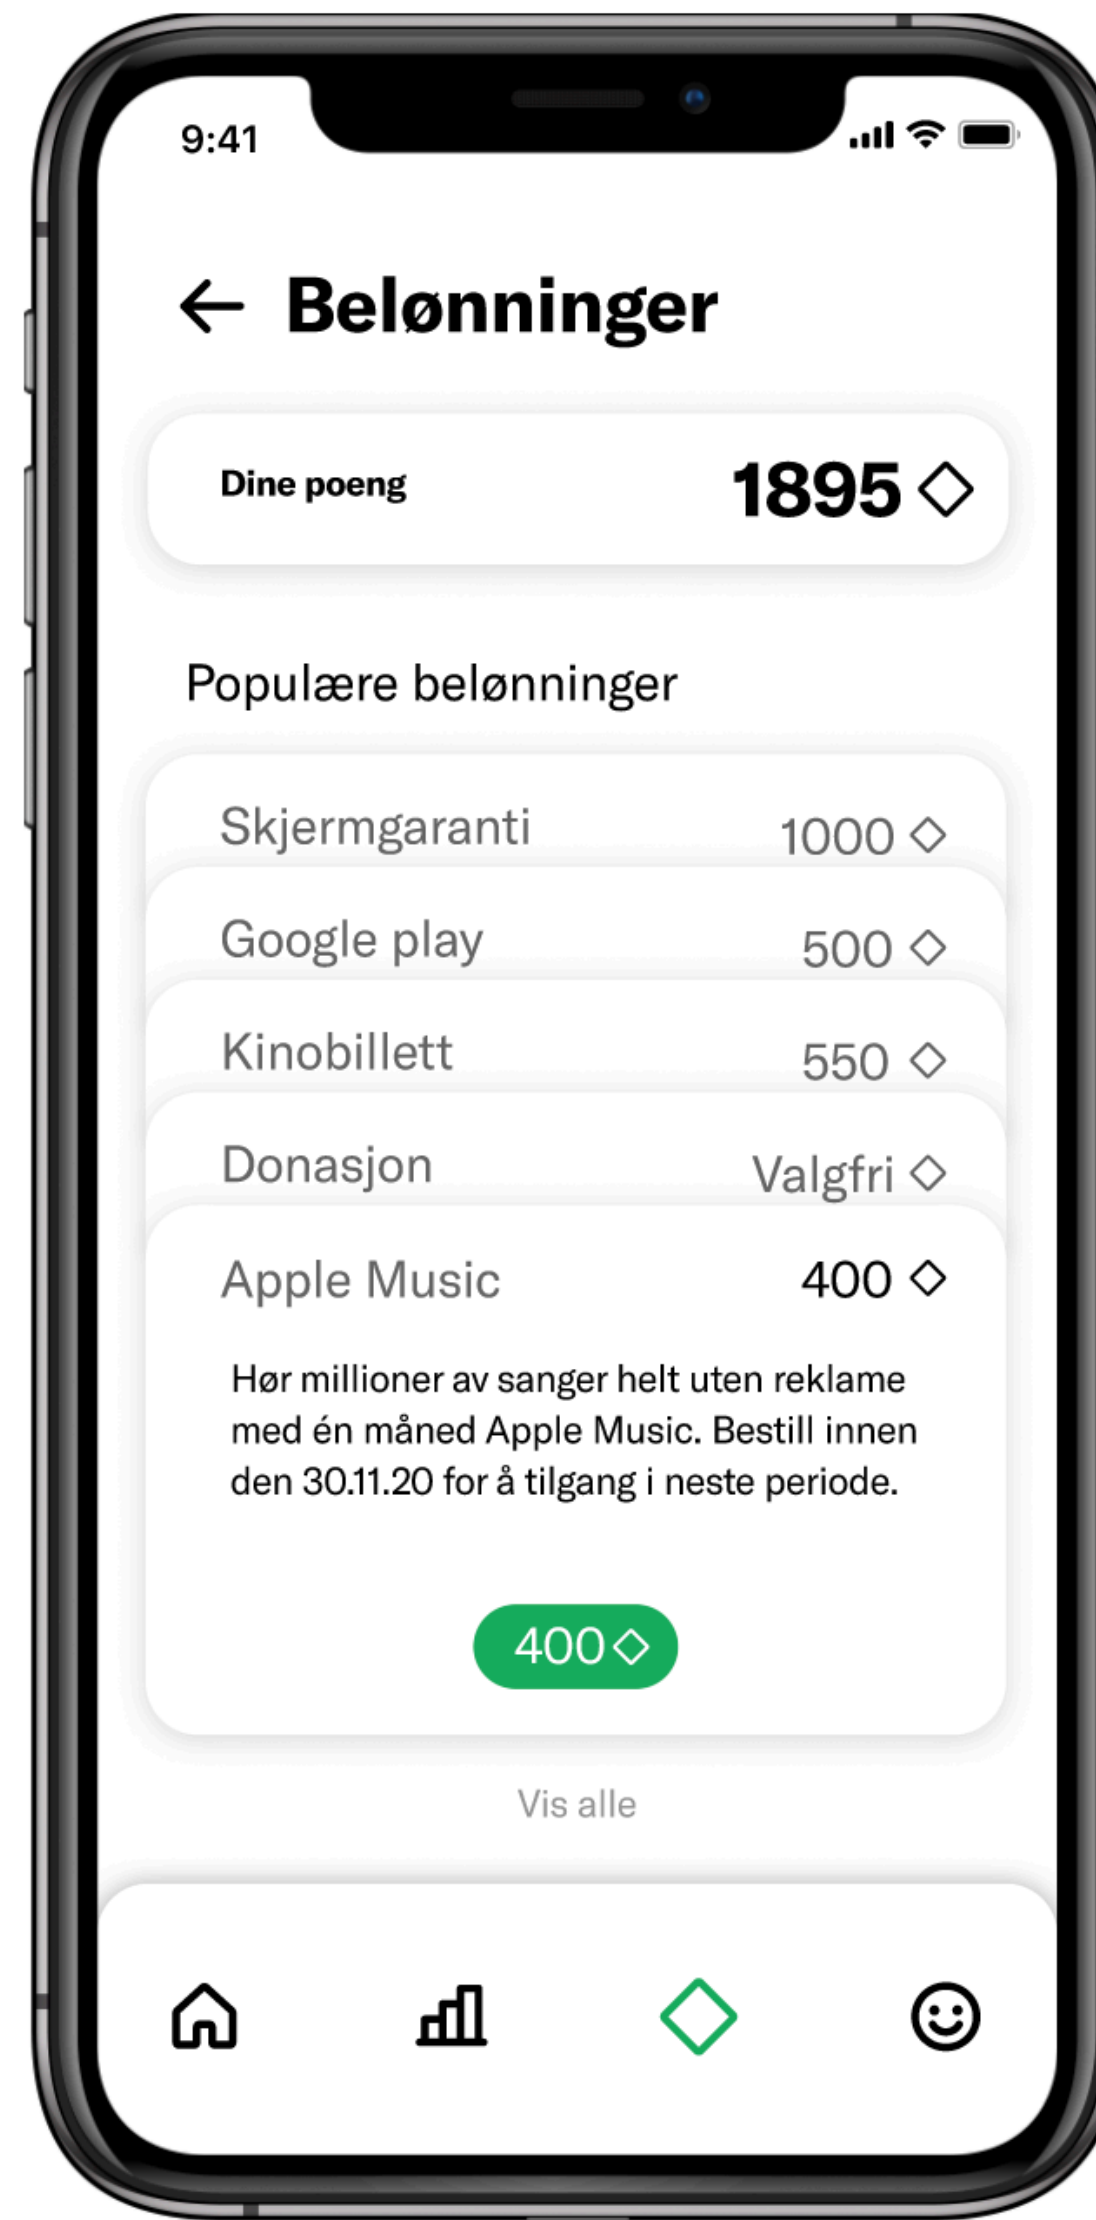 9:41
Belønninger
Dine poeng 1895
Populære belønninger
Skjermgaranti 1000
Google play 500
Kinobillett 550
Donasjon Valgfri
Apple Music 400
Hør millioner av sanger helt uten reklame
med én måned Apple Music. Bestill innen
den 30.11.20 for å tilgang i neste periode.
400
Vis alle